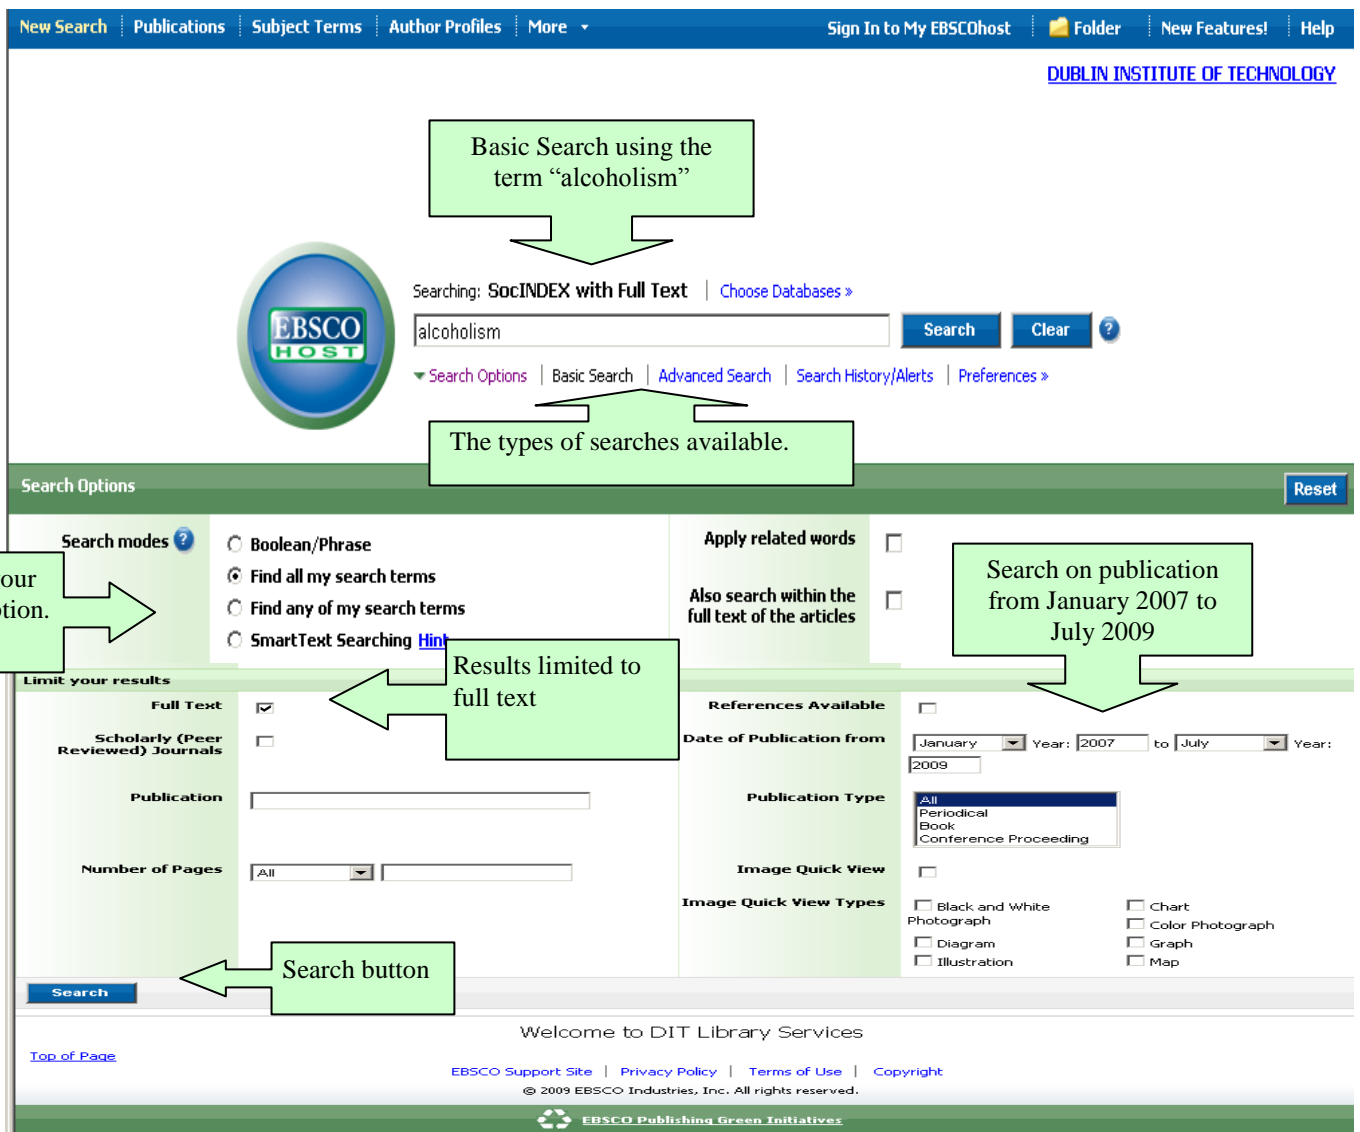 New Search Publications Subject Terms Author Profiles More Sign In to My EBSCOhost Folder New Features! Help
DUBLIN INSTITUTE OF TECHNOLOGY
Basic Search using the
term “alcoholism”
Searching: SocINDEX with Full Text Choose Databases »
EBSCO
HOST
alcoholism Search Clear ?
Search Options Basic Search Advanced Search Search History/Alerts Preferences »
The types of searches available.
Search Options Reset
Search modes ?
Boolean/Phrase
Find all my search terms
Find any of my search terms
SmartText Searching Hint
Apply related words
Also search within the
full text of the articles
Search on publication
from January 2007 to
July 2009
Results limited to
full text
Limit your results
Full Text
Scholarly (Peer
Reviewed) Journals
Publication
Number of Pages All
References Available
Date of Publication from January Year: 2007 to July Year:
2009
Publication Type All
Periodical
Book
Conference Proceeding
Image Quick View
Image Quick View Types
Black and White
Photograph
Diagram
Illustration
Chart
Color Photograph
Graph
Map
Search button
Search
Welcome to DIT Library Services
Top of Page
EBSCO Support Site | Privacy Policy | Terms of Use | Copyright
© 2009 EBSCO Industries, Inc. All rights reserved.
EBSCO Publishing Green Initiatives